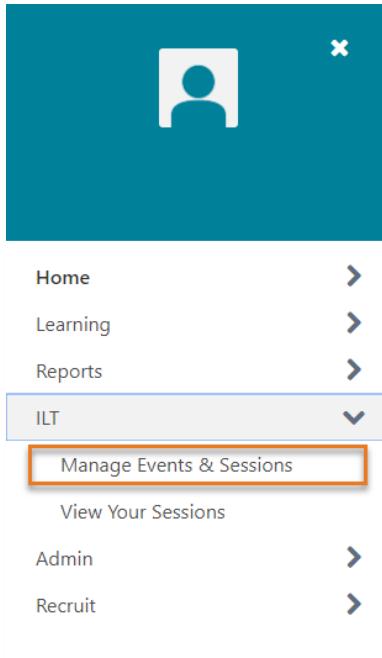 Home
Learning
Reports
ILT
Manage Events & Sessions
View Your Sessions
Admin
Recruit